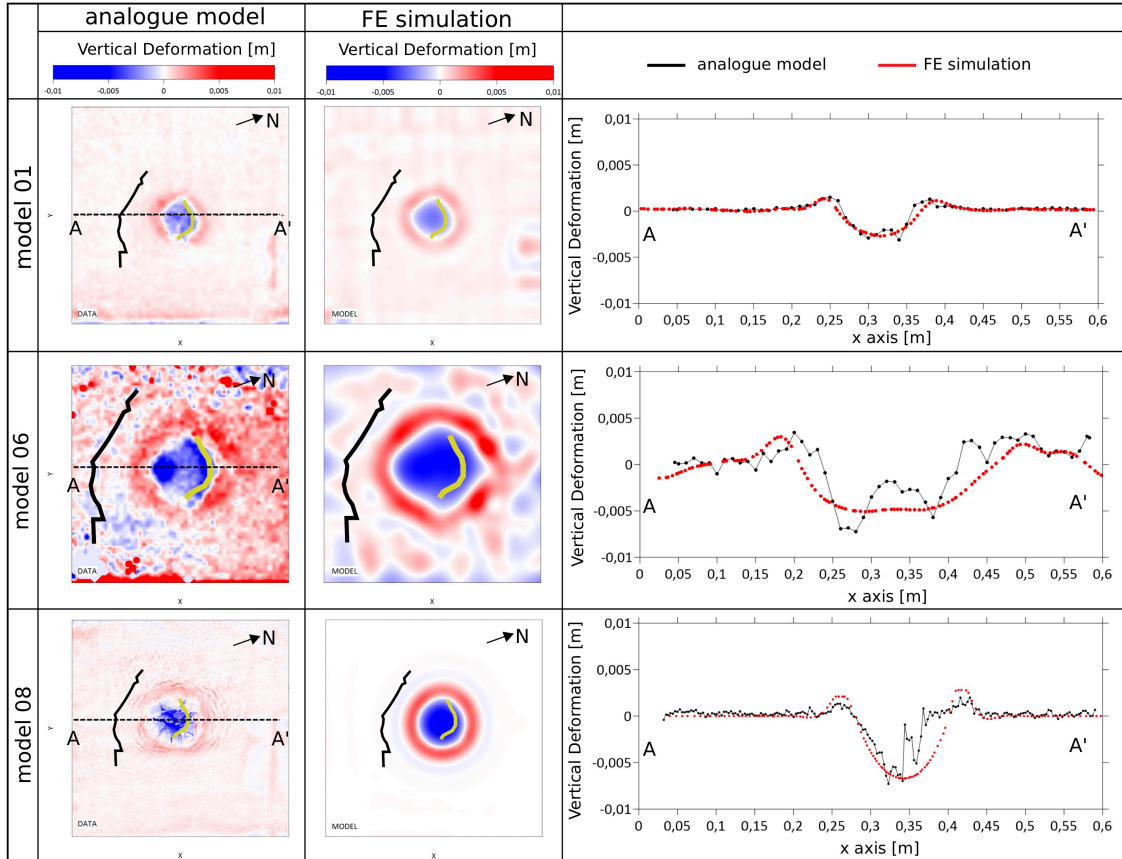 analogue model
FE simulation
Vertical Deformation [m]
-0,01 -0,005 0 0,005 0,01
Vertical Deformation [m]
-0,01 -0,005 0 0,005 0,01
analogue model
FE simulation
model 01
N
A
A'
Y
DATA
X
N
MODEL
X
Vertical Deformation [m]
0,01
0,005
0
-0,005
-0,01
A
A'
0 0,05 0,1 0,15 0,2 0,25 0,3 0,35 0,4 0,45 0,5 0,55 0,6
x axis [m]
model 06
N
A
A'
Y
DATA
X
N
MODEL
X
Vertical Deformation [m]
0,01
0,005
0
-0,005
-0,01
A
A'
0 0,05 0,1 0,15 0,2 0,25 0,3 0,35 0,4 0,45 0,5 0,55 0,6
x axis [m]
model 08
N
A
A'
Y
DATA
X
N
MODEL
X
Vertical Deformation [m]
0,01
0,005
0
-0,005
-0,01
A
A'
0 0,05 0,1 0,15 0,2 0,25 0,3 0,35 0,4 0,45 0,5 0,55 0,6
x axis [m]